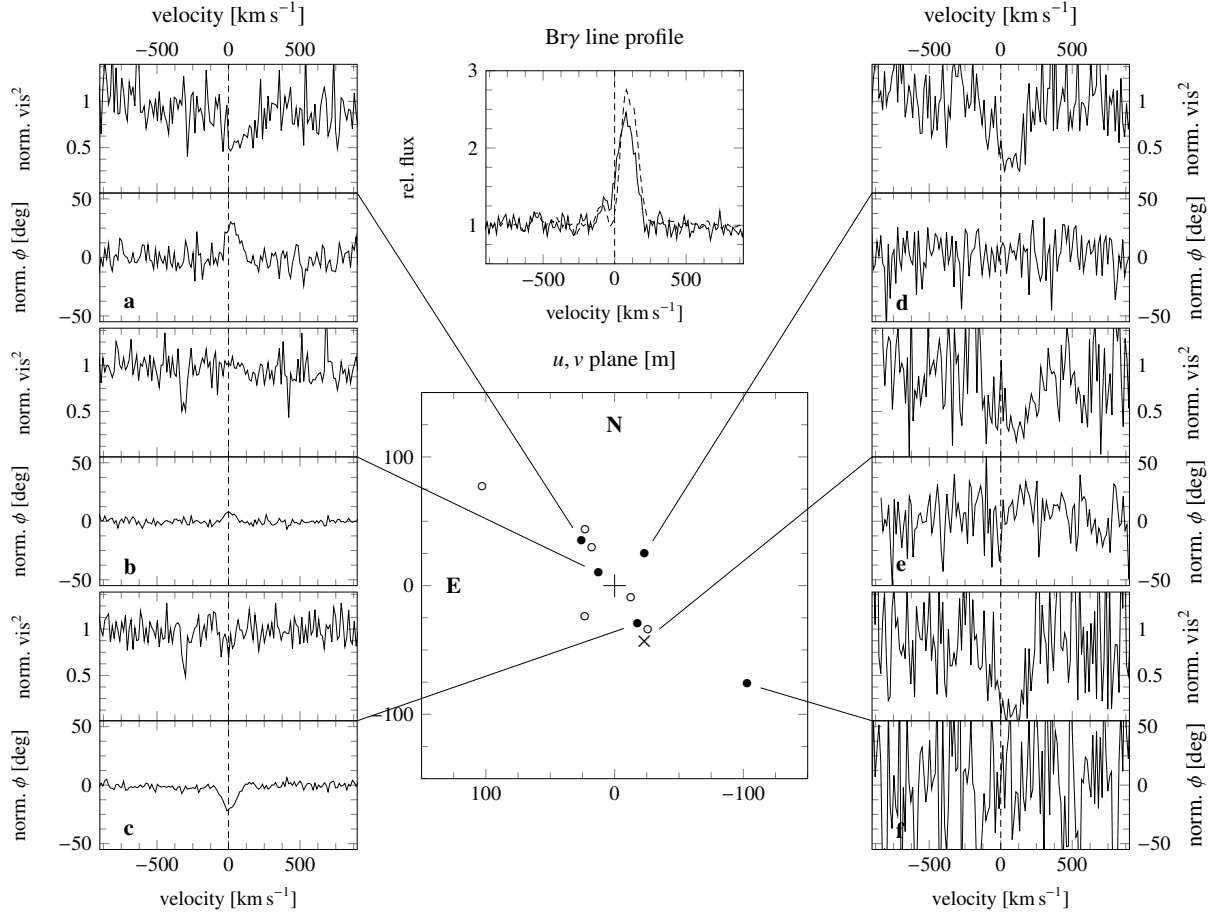 velocity [km s⁻¹]
−500 0 500
norm. vis²
1
0.5
norm. ϕ [deg]
50
0
−50
a
norm. vis²
1
0.5
norm. ϕ [deg]
50
0
−50
b
norm. vis²
1
0.5
norm. ϕ [deg]
50
0
−50
c
−500 0 500
velocity [km s⁻¹]
Brγ line profile
rel. flux
3
2
1
−500 0 500
velocity [km s⁻¹]
u, v plane [m]
N
E
100
0
−100
100 0 −100
velocity [km s⁻¹]
−500 0 500
norm. vis²
1
0.5
norm. ϕ [deg]
50
0
−50
d
norm. vis²
1
0.5
norm. ϕ [deg]
50
0
−50
e
norm. vis²
1
0.5
norm. ϕ [deg]
50
0
−50
f
−500 0 500
velocity [km s⁻¹]